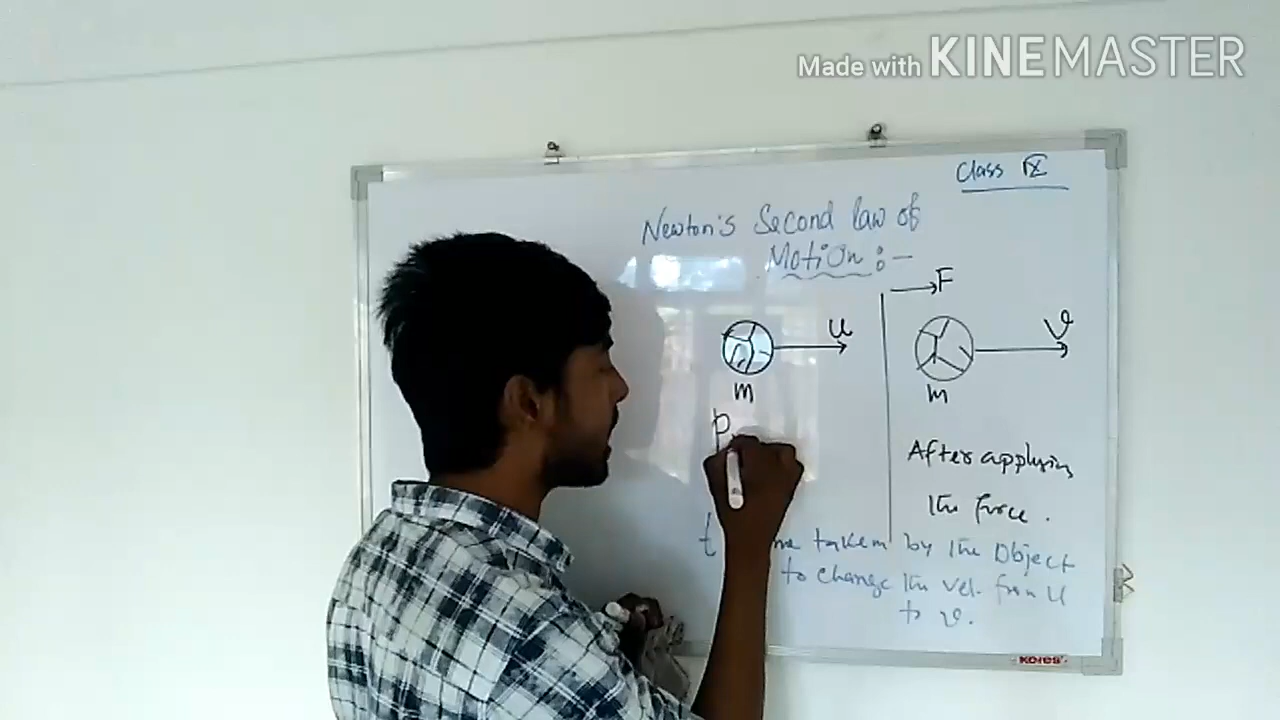 Made with KINEMASTER
Class IX
Newton's Second law of
Motion :-
F
u
v
m
m
P
After applying
the force.
t taken by the Object
to change the vel. from u
to v.
Kores